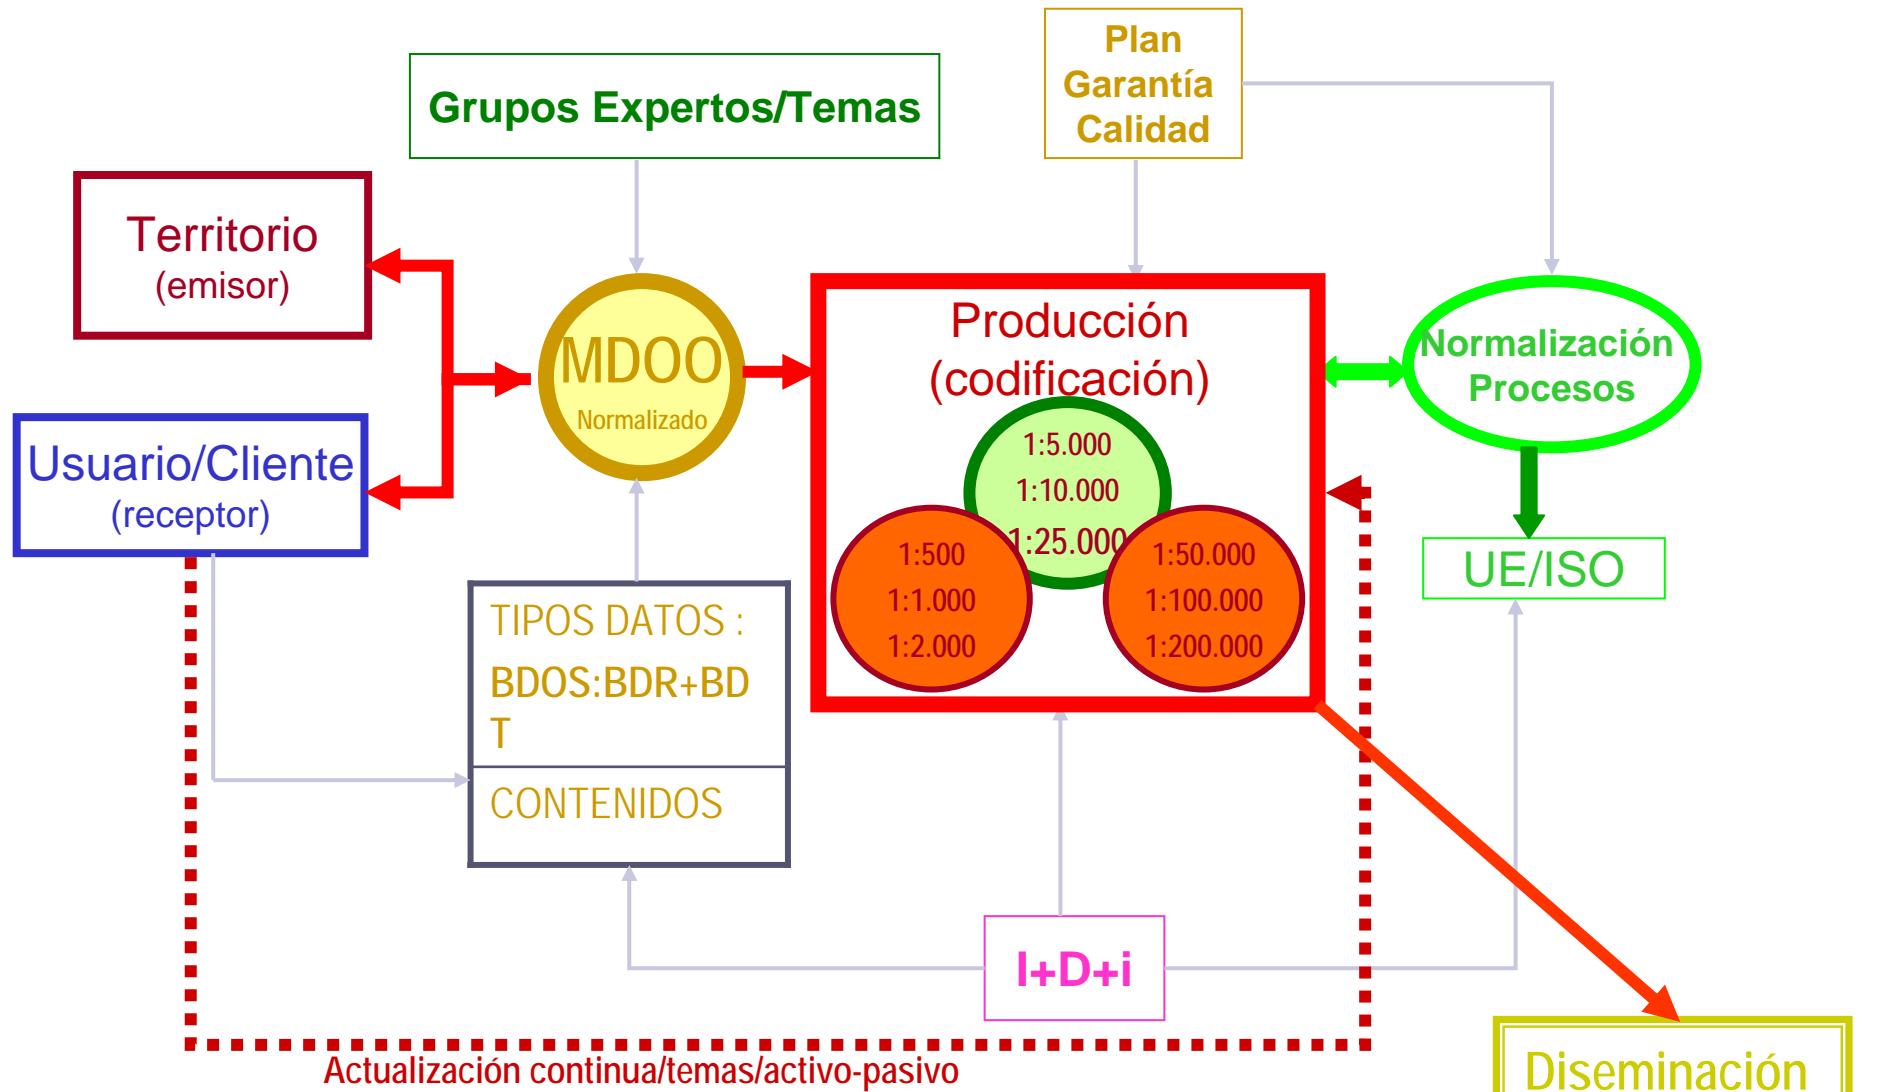 Plan
Garantía
Calidad
Grupos Expertos/Temas
Territorio
(emisor)
MDOO
Normalizado
Producción
(codificación)
Normalización
Procesos
Usuario/Cliente
(receptor)
1:5.000
1:10.000
1:25.000
1:500
1:1.000
1:2.000
1:50.000
1:100.000
1:200.000
UE/ISO
TIPOS DATOS :
BDOS:BDR+BD
T
CONTENIDOS
I+D+i
Actualización continua/temas/activo-pasivo
Diseminación